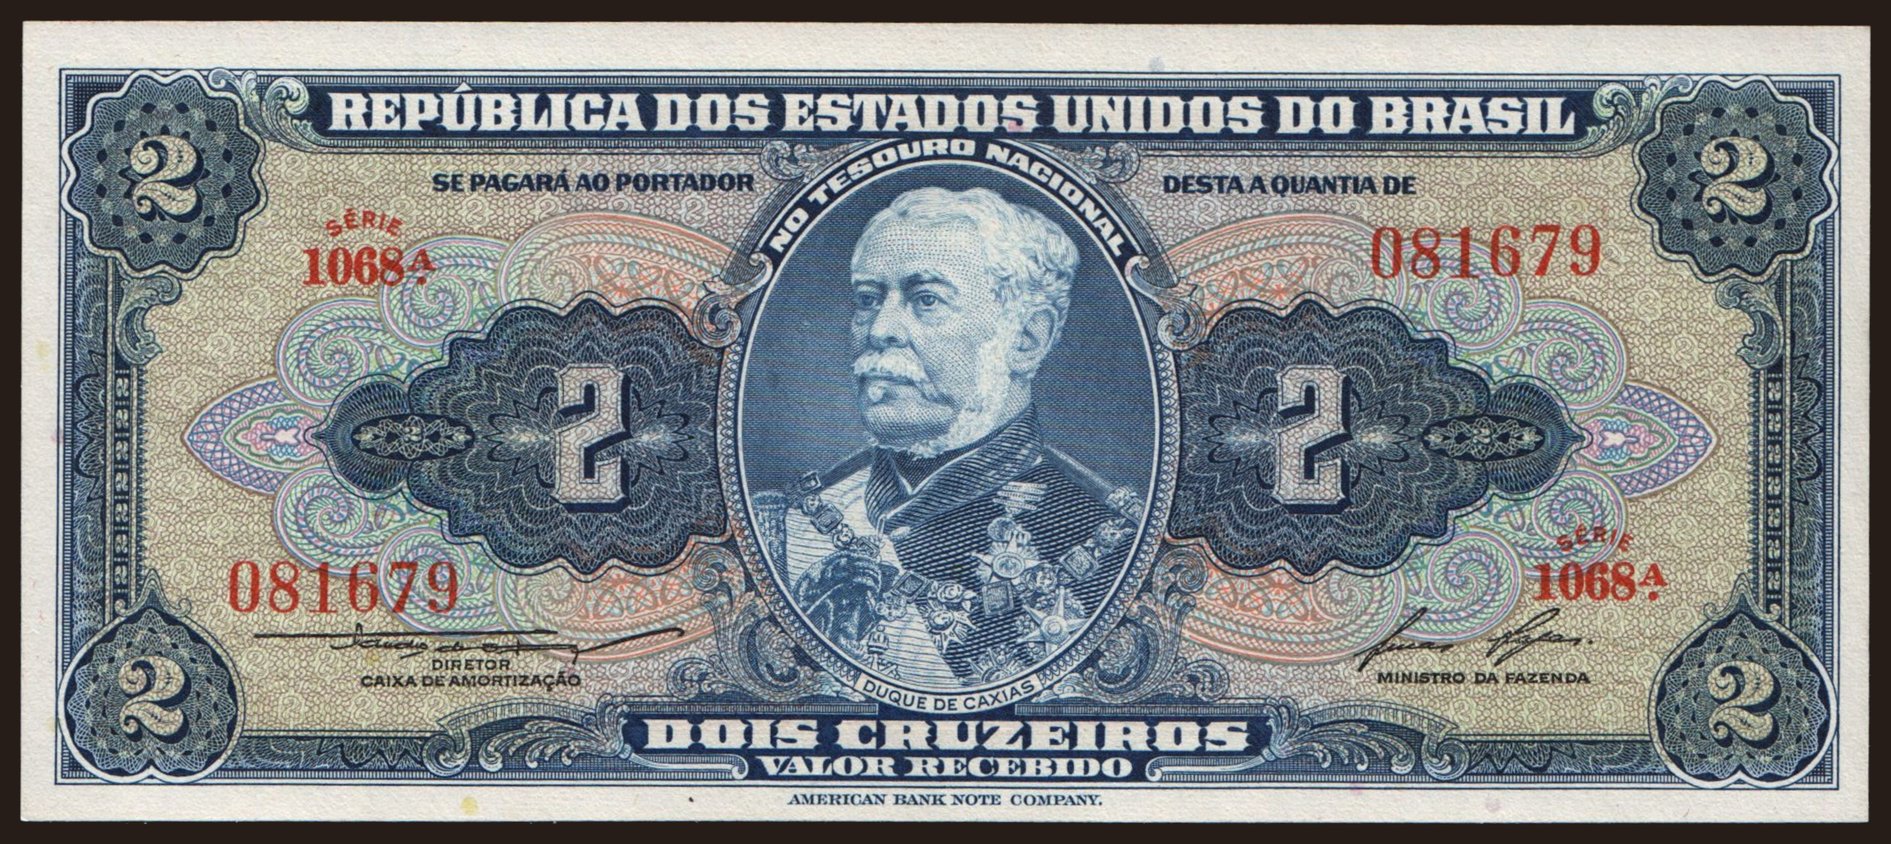 REPÚBLICA DOS ESTADOS UNIDOS DO BRASIL
2
2
SE PAGARÁ AO PORTADOR
NO TESOURO NACIONAL
DESTA A QUANTIA DE
SÉRIE
1068A.
081679
2
2
081679
SÉRIE
1068A.
DIRETOR
CAIXA DE AMORTIZAÇÃO
MINISTRO DA FAZENDA
DUQUE DE CAXIAS
2
2
DOIS CRUZEIROS
VALOR RECEBIDO
AMERICAN BANK NOTE COMPANY.